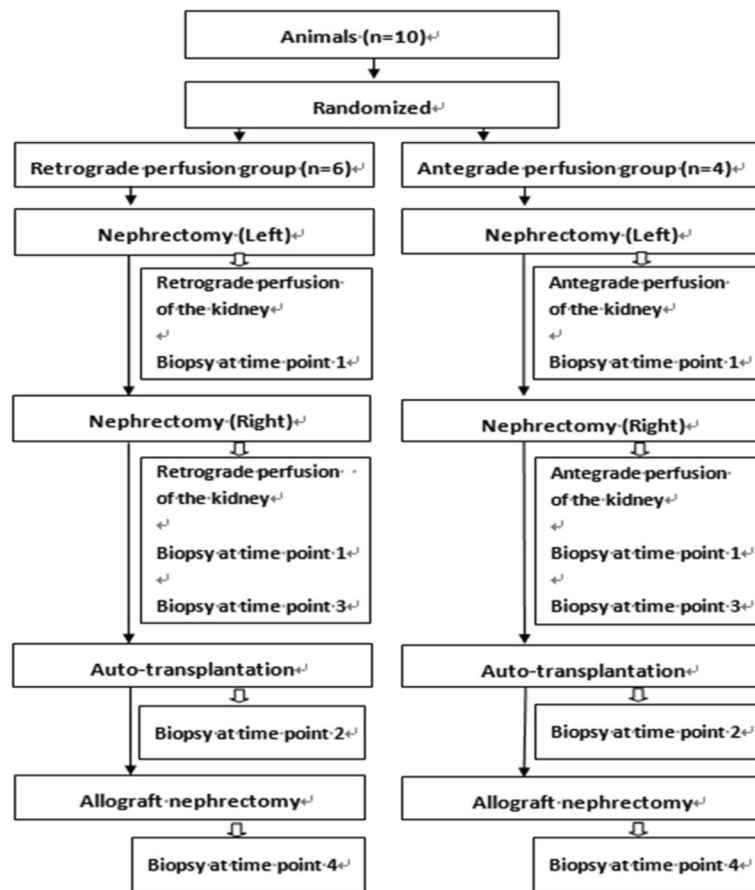 Animals (n=10)
Randomized
Retrograde perfusion group (n=6)
Antegrade perfusion group (n=4)
Nephrectomy (Left)
Nephrectomy (Left)
Retrograde perfusion
of the kidney
Biopsy at time point 1
Antegrade perfusion
of the kidney
Biopsy at time point 1
Nephrectomy (Right)
Nephrectomy (Right)
Retrograde perfusion
of the kidney
Biopsy at time point 1
Biopsy at time point 3
Antegrade perfusion
of the kidney
Biopsy at time point 1
Biopsy at time point 3
Auto-transplantation
Auto-transplantation
Biopsy at time point 2
Biopsy at time point 2
Allograft nephrectomy
Allograft nephrectomy
Biopsy at time point 4
Biopsy at time point 4